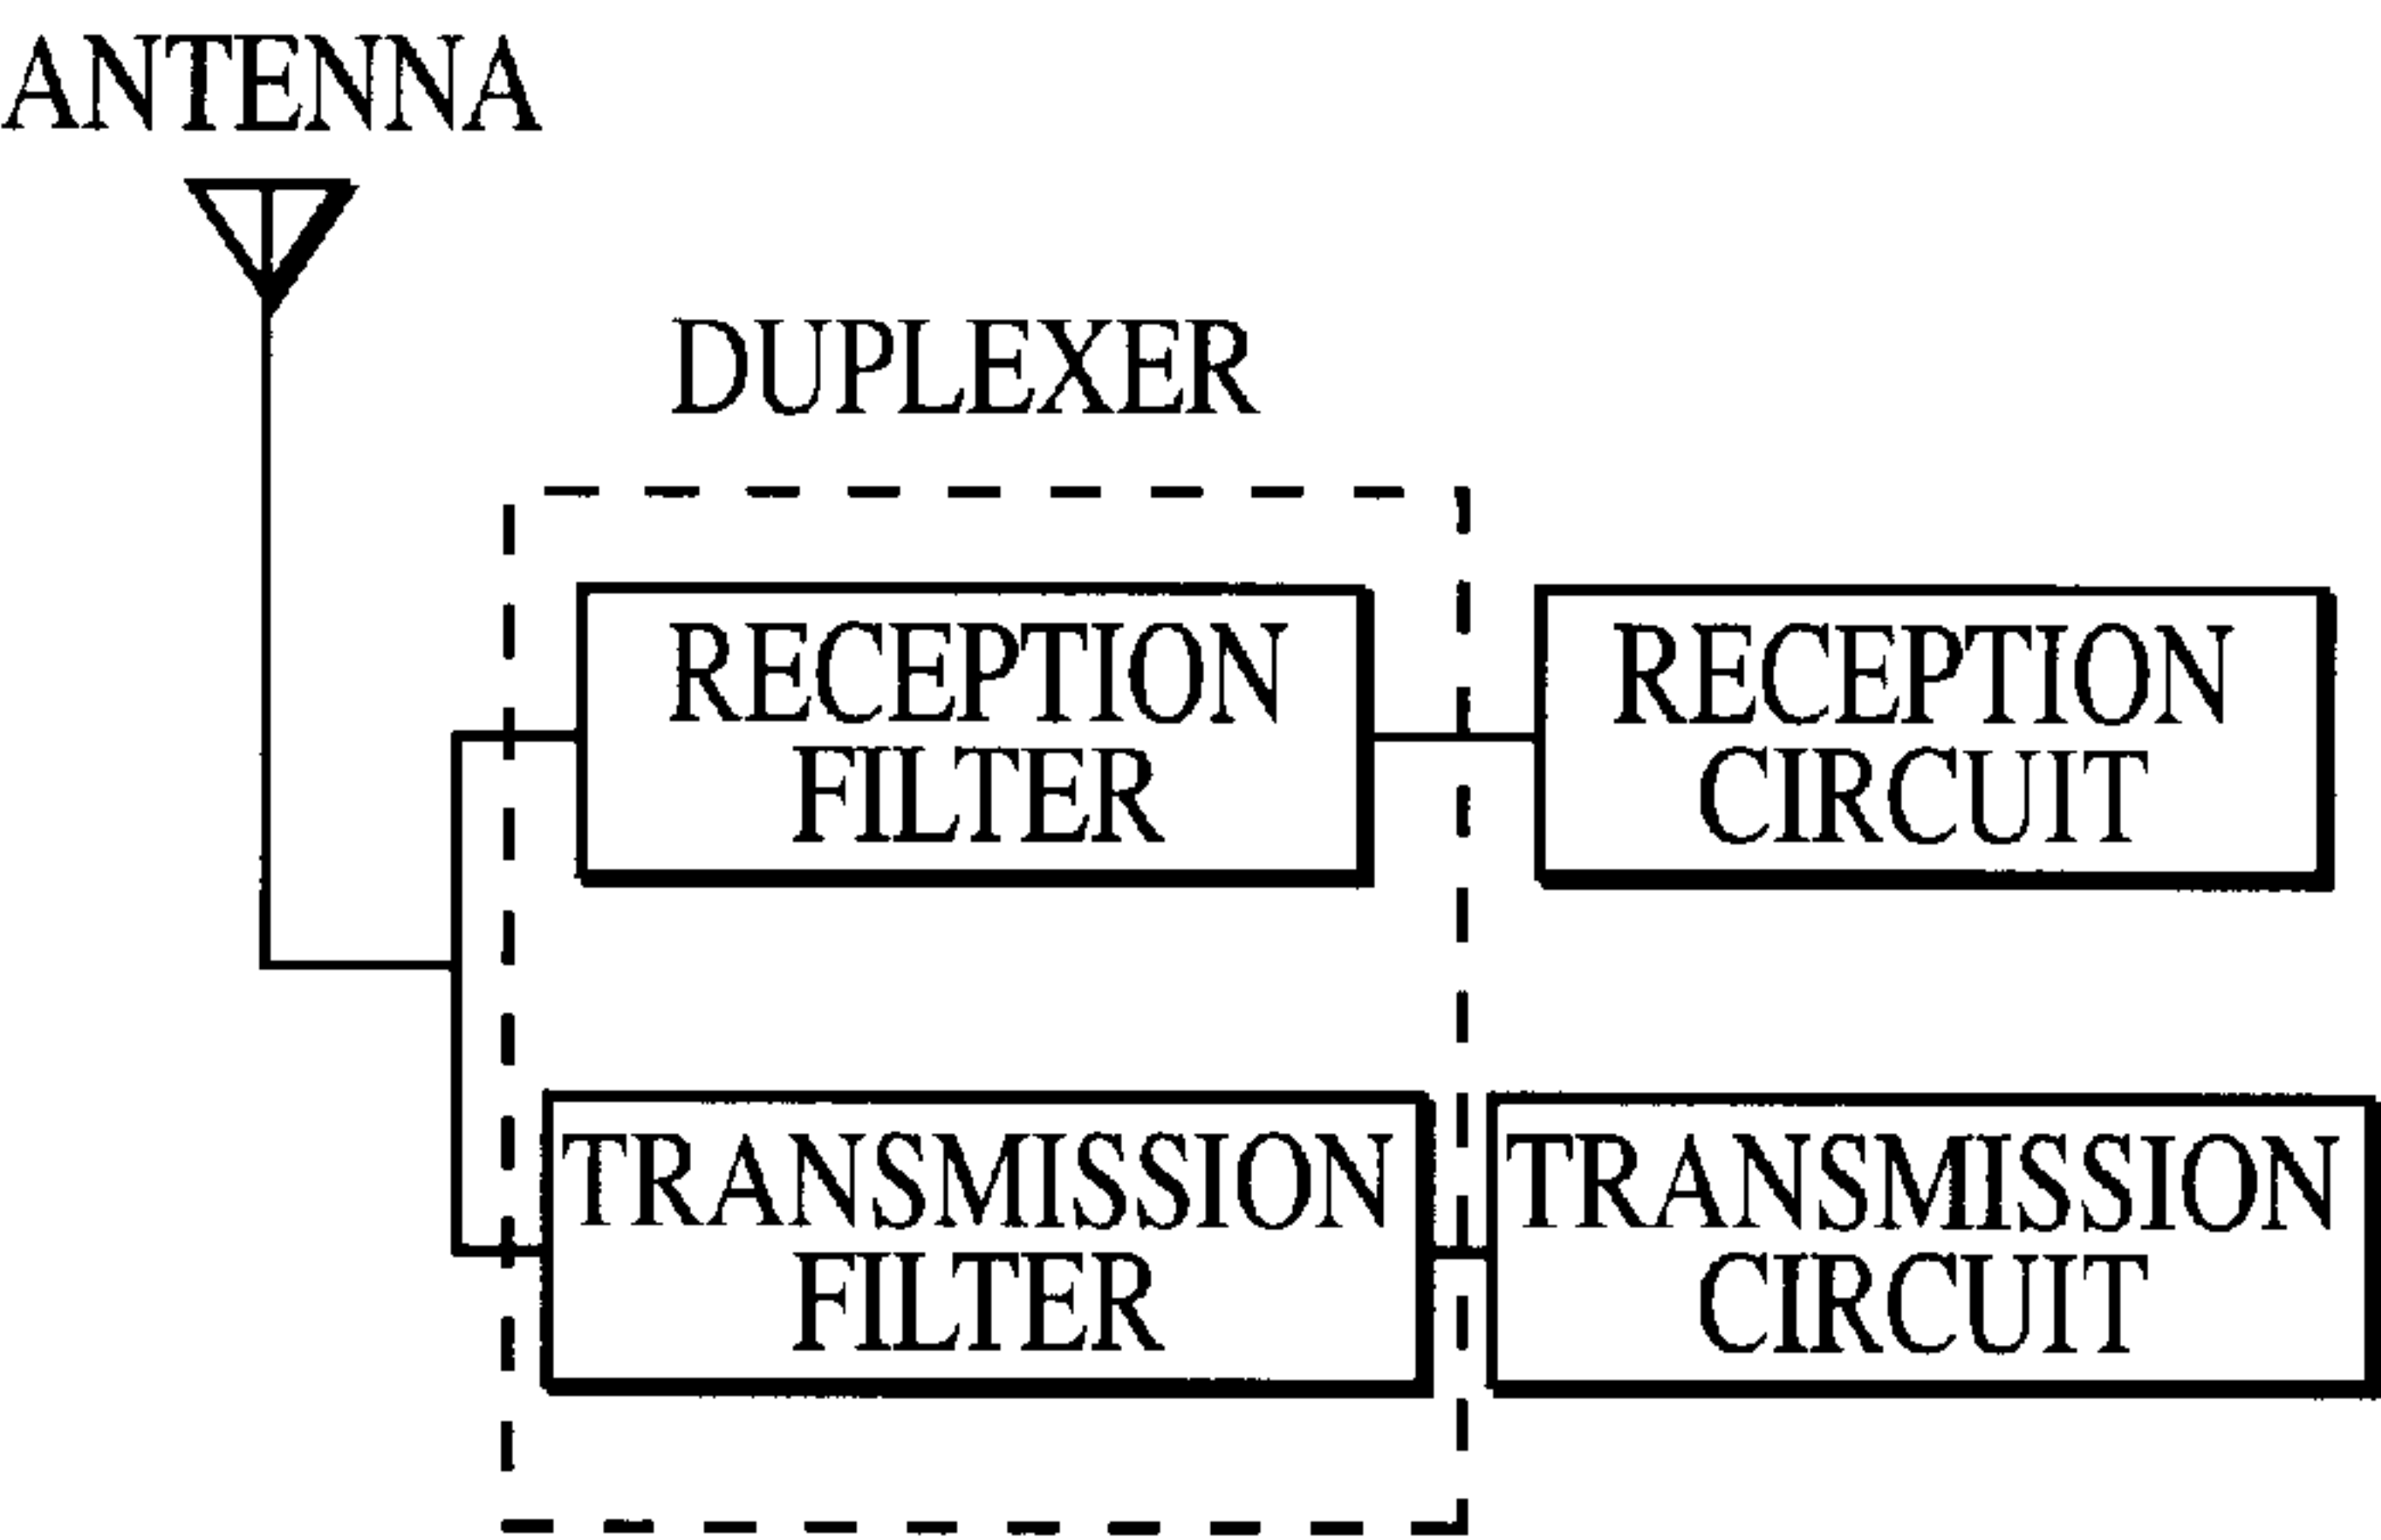 ANTENNA
DUPLEXER
RECEPTION
FILTER
RECEPTION
CIRCUIT
TRANSMISSION
FILTER
TRANSMISSION
CIRCUIT